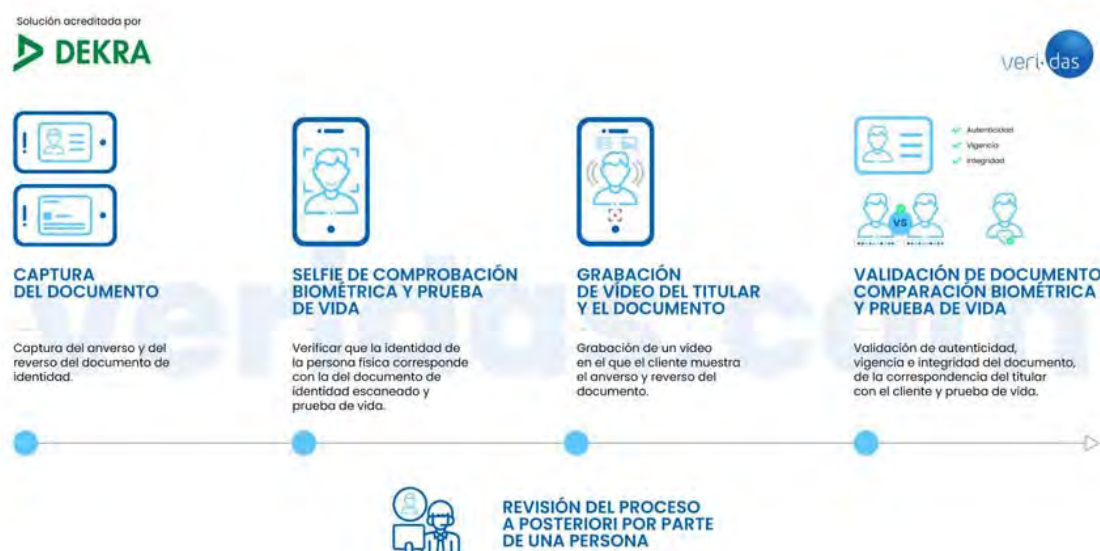 Solución acreditada por
DEKRA
veri·das
Autenticidad
Vigencia
Integridad
VS
CAPTURA
DEL DOCUMENTO
Captura del anverso y del
reverso del documento de
identidad.
SELFIE DE COMPROBACIÓN
BIOMÉTRICA Y PRUEBA
DE VIDA
Verificar que la identidad de
la persona física corresponde
con la del documento de
identidad escaneado y
prueba de vida.
GRABACIÓN
DE VÍDEO DEL TITULAR
Y EL DOCUMENTO
Grabación de un vídeo
en el que el cliente muestra
el anverso y reverso del
documento.
VALIDACIÓN DE DOCUMENTO
COMPARACIÓN BIOMÉTRICA
Y PRUEBA DE VIDA
Validación de autenticidad,
vigencia e integridad del documento,
de la correspondencia del titular
con el cliente y prueba de vida.
veridas.com
REVISIÓN DEL PROCESO
A POSTERIORI POR PARTE
DE UNA PERSONA